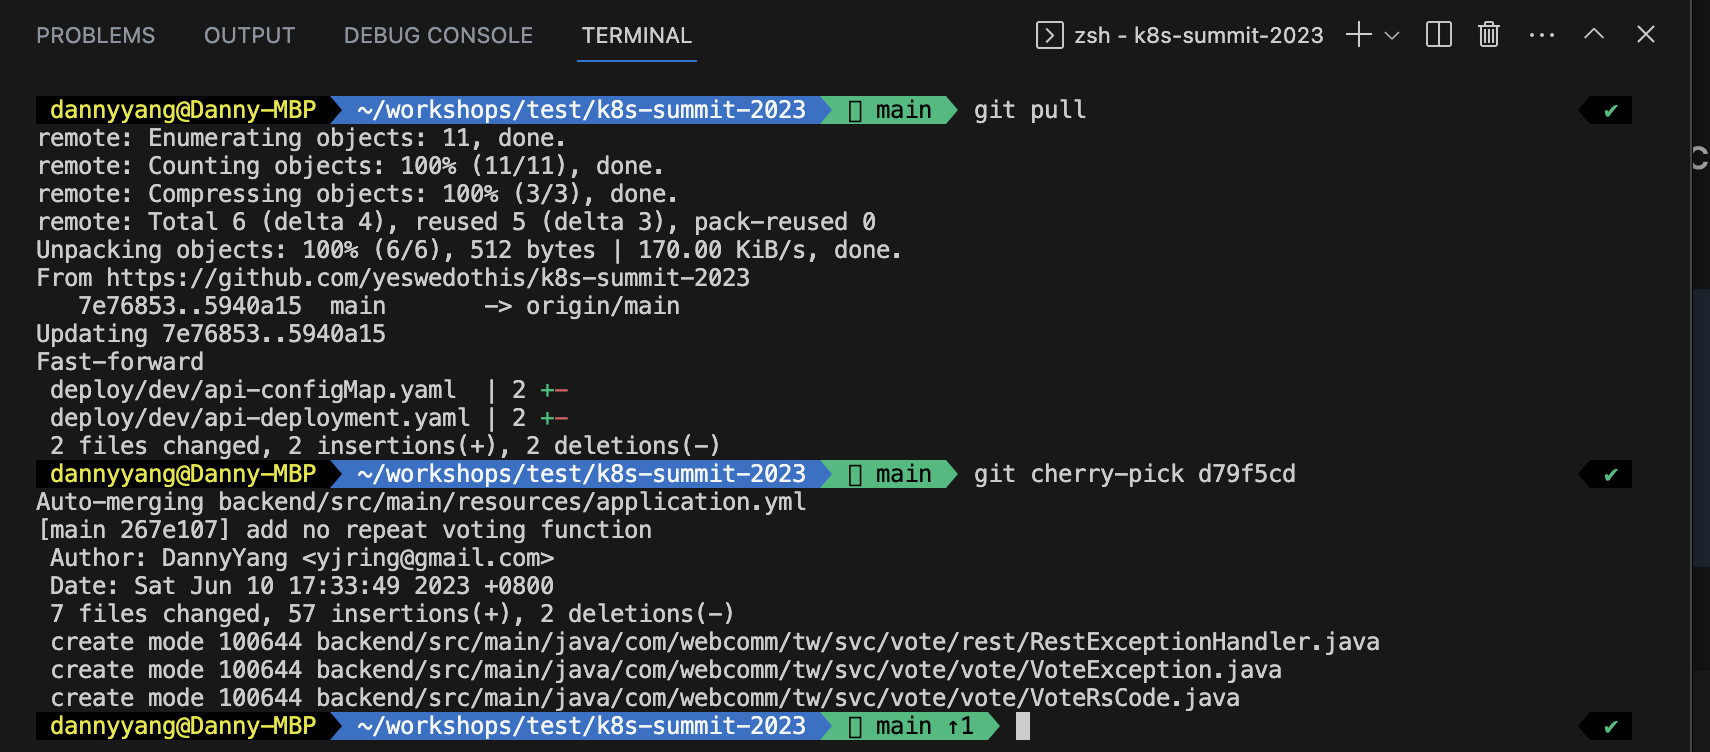 PROBLEMS OUTPUT DEBUG CONSOLE TERMINAL zsh - k8s-summit-2023
dannyyang@Danny-MBP ~/workshops/test/k8s-summit-2023 main git pull ✔
remote: Enumerating objects: 11, done.
remote: Counting objects: 100% (11/11), done.
remote: Compressing objects: 100% (3/3), done.
remote: Total 6 (delta 4), reused 5 (delta 3), pack-reused 0
Unpacking objects: 100% (6/6), 512 bytes | 170.00 KiB/s, done.
From https://github.com/yeswedothis/k8s-summit-2023
   7e76853..5940a15  main       -> origin/main
Updating 7e76853..5940a15
Fast-forward
 deploy/dev/api-configMap.yaml  | 2 +-
 deploy/dev/api-deployment.yaml | 2 +-
 2 files changed, 2 insertions(+), 2 deletions(-)
dannyyang@Danny-MBP ~/workshops/test/k8s-summit-2023 main git cherry-pick d79f5cd ✔
Auto-merging backend/src/main/resources/application.yml
[main 267e107] add no repeat voting function
 Author: DannyYang <yjring@gmail.com>
 Date: Sat Jun 10 17:33:49 2023 +0800
 7 files changed, 57 insertions(+), 2 deletions(-)
 create mode 100644 backend/src/main/java/com/webcomm/tw/svc/vote/rest/RestExceptionHandler.java
 create mode 100644 backend/src/main/java/com/webcomm/tw/svc/vote/vote/VoteException.java
 create mode 100644 backend/src/main/java/com/webcomm/tw/svc/vote/vote/VoteRsCode.java
dannyyang@Danny-MBP ~/workshops/test/k8s-summit-2023 main ↑1 ✔